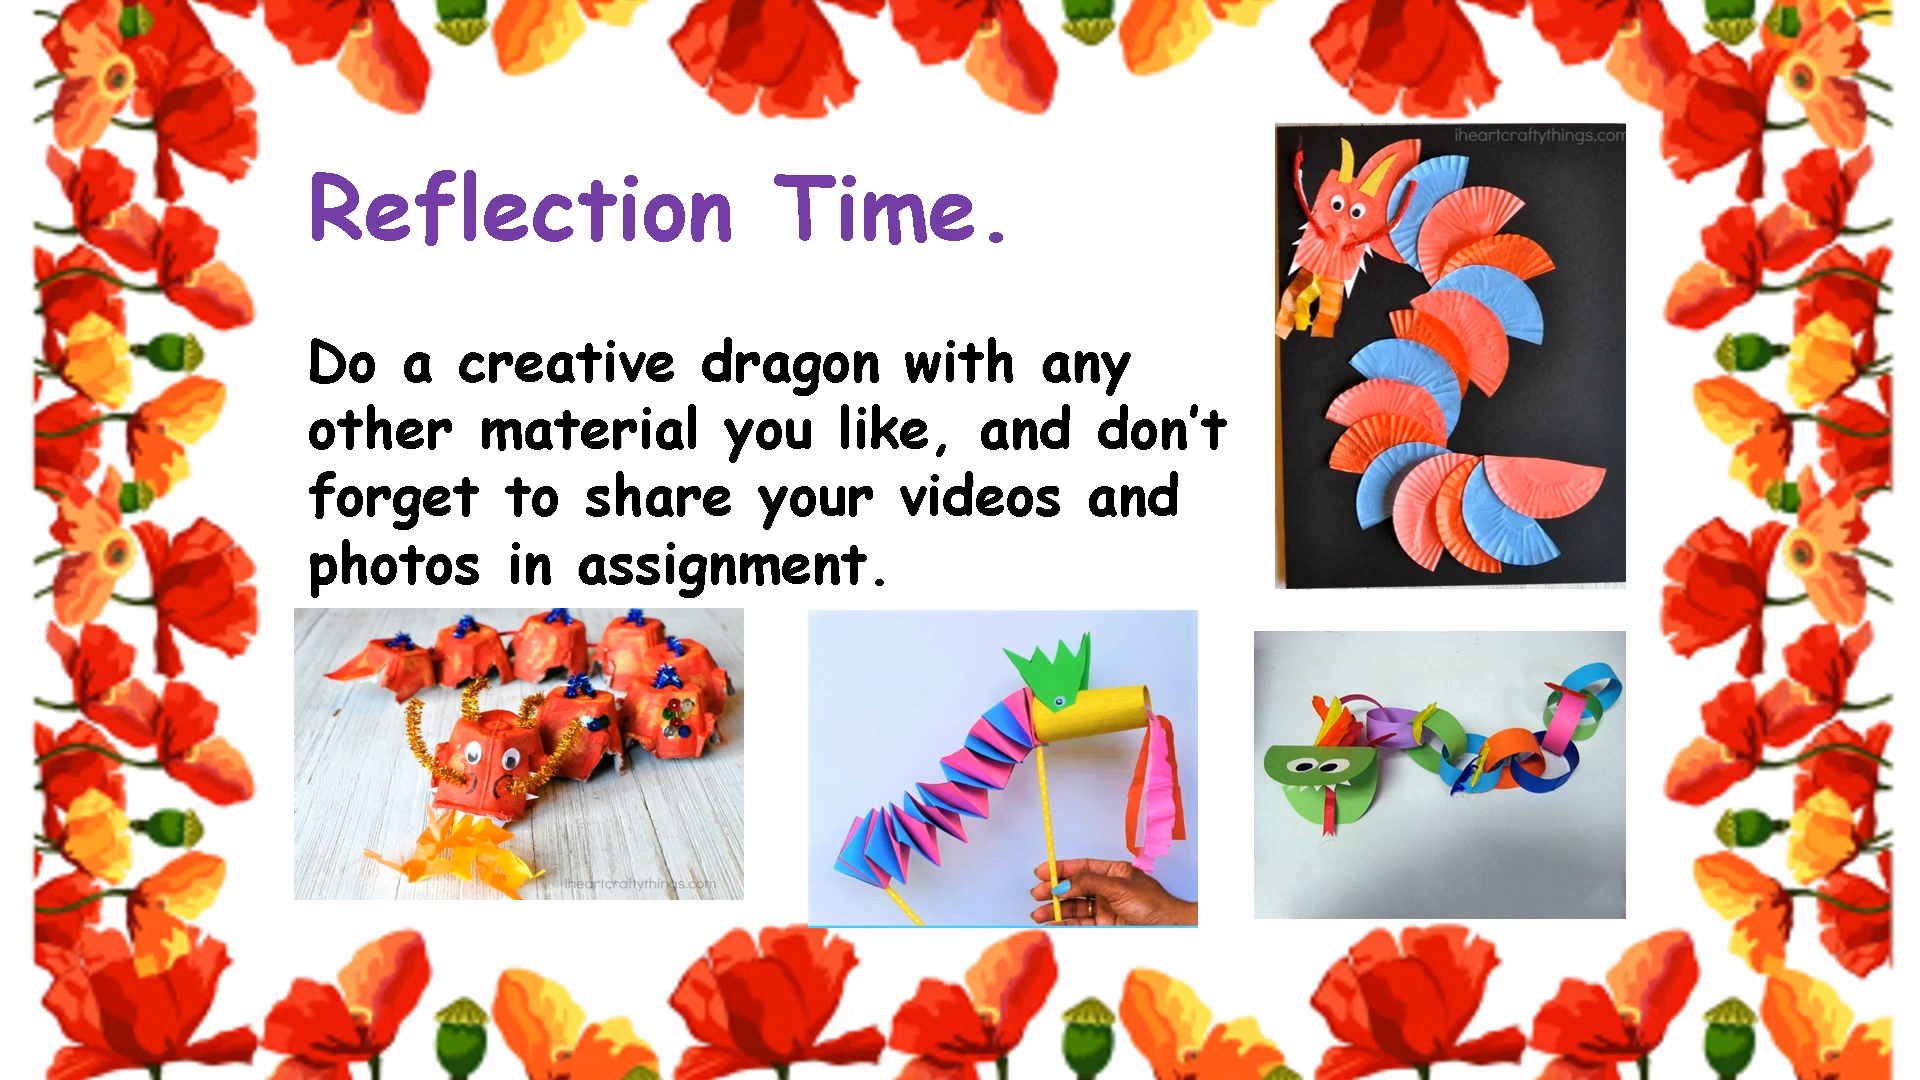 Reflection Time.
iheartcraftythings.com
Do a creative dragon with any
other material you like, and don't
forget to share your videos and
photos in assignment.
iheartcraftythings.com